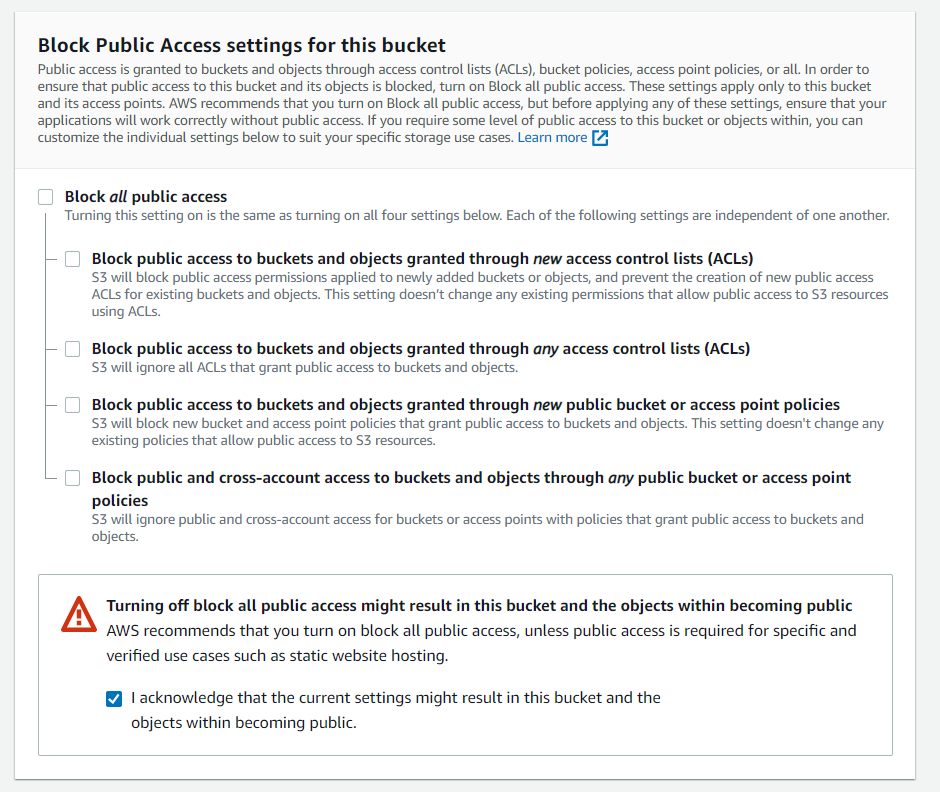 Block Public Access settings for this bucket
Public access is granted to buckets and objects through access control lists (ACLs), bucket policies, access point policies, or all. In order to
ensure that public access to this bucket and its objects is blocked, turn on Block all public access. These settings apply only to this bucket
and its access points. AWS recommends that you turn on Block all public access, but before applying any of these settings, ensure that your
applications will work correctly without public access. If you require some level of public access to this bucket or objects within, you can
customize the individual settings below to suit your specific storage use cases. Learn more
Block all public access
Turning this setting on is the same as turning on all four settings below. Each of the following settings are independent of one another.
Block public access to buckets and objects granted through new access control lists (ACLs)
S3 will block public access permissions applied to newly added buckets or objects, and prevent the creation of new public access
ACLs for existing buckets and objects. This setting doesn't change any existing permissions that allow public access to S3 resources
using ACLs.
Block public access to buckets and objects granted through any access control lists (ACLs)
S3 will ignore all ACLs that grant public access to buckets and objects.
Block public access to buckets and objects granted through new public bucket or access point policies
S3 will block new bucket and access point policies that grant public access to buckets and objects. This setting doesn't change any
existing policies that allow public access to S3 resources.
Block public and cross-account access to buckets and objects through any public bucket or access point
policies
S3 will ignore public and cross-account access for buckets or access points with policies that grant public access to buckets and
objects.
Turning off block all public access might result in this bucket and the objects within becoming public
AWS recommends that you turn on block all public access, unless public access is required for specific and
verified use cases such as static website hosting.
I acknowledge that the current settings might result in this bucket and the
objects within becoming public.